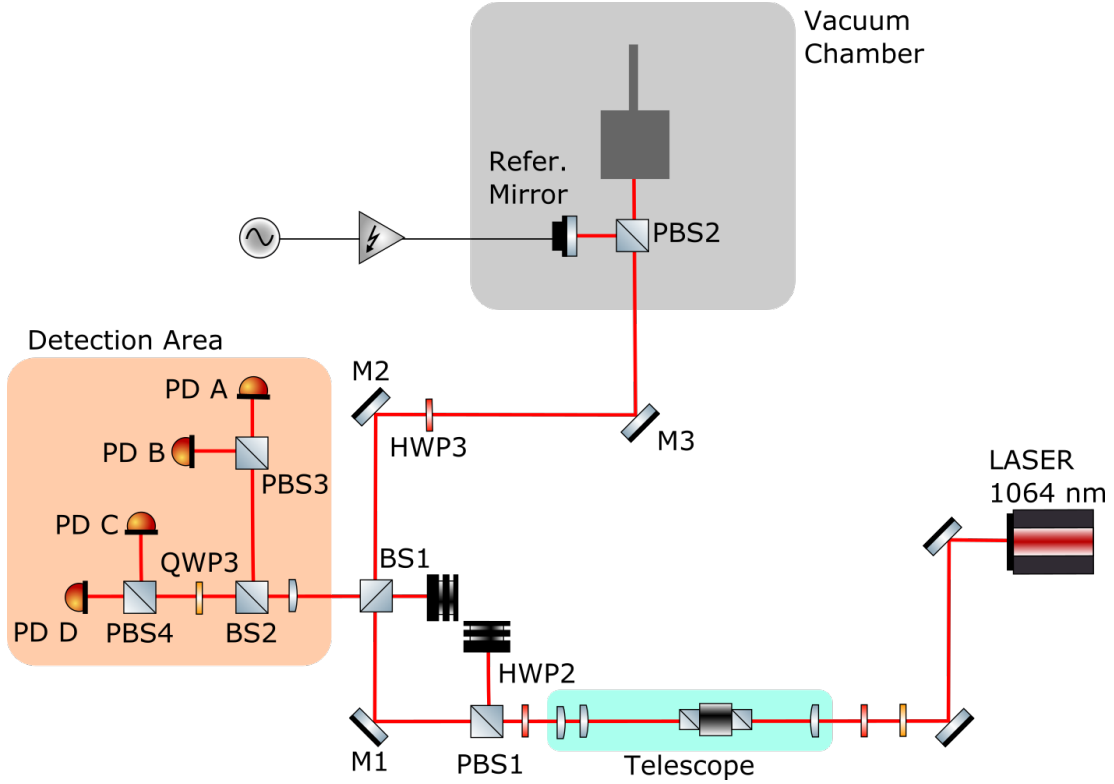 Vacuum
Chamber
Refer.
Mirror
PBS2
Detection Area
M2
PD A
HWP3
M3
PD B
PBS3
LASER
1064 nm
PD C
QWP3
BS1
PD D
PBS4
BS2
HWP2
M1
PBS1
Telescope